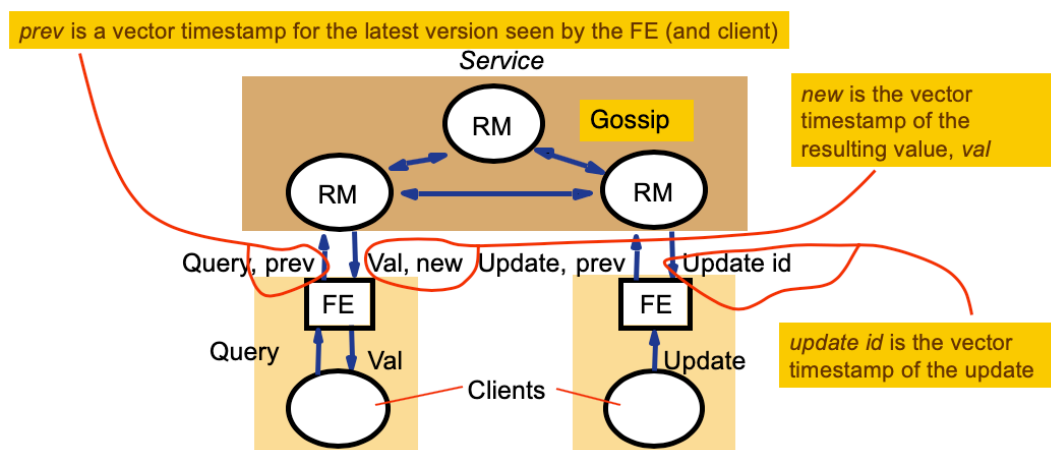 prev is a vector timestamp for the latest version seen by the FE (and client)
Service
new is the vector
timestamp of the
resulting value, val
RM
Gossip
RM
RM
Query, prev
Val, new
Update, prev
Update id
FE
FE
update id is the vector
timestamp of the update
Query
Val
Update
Clients